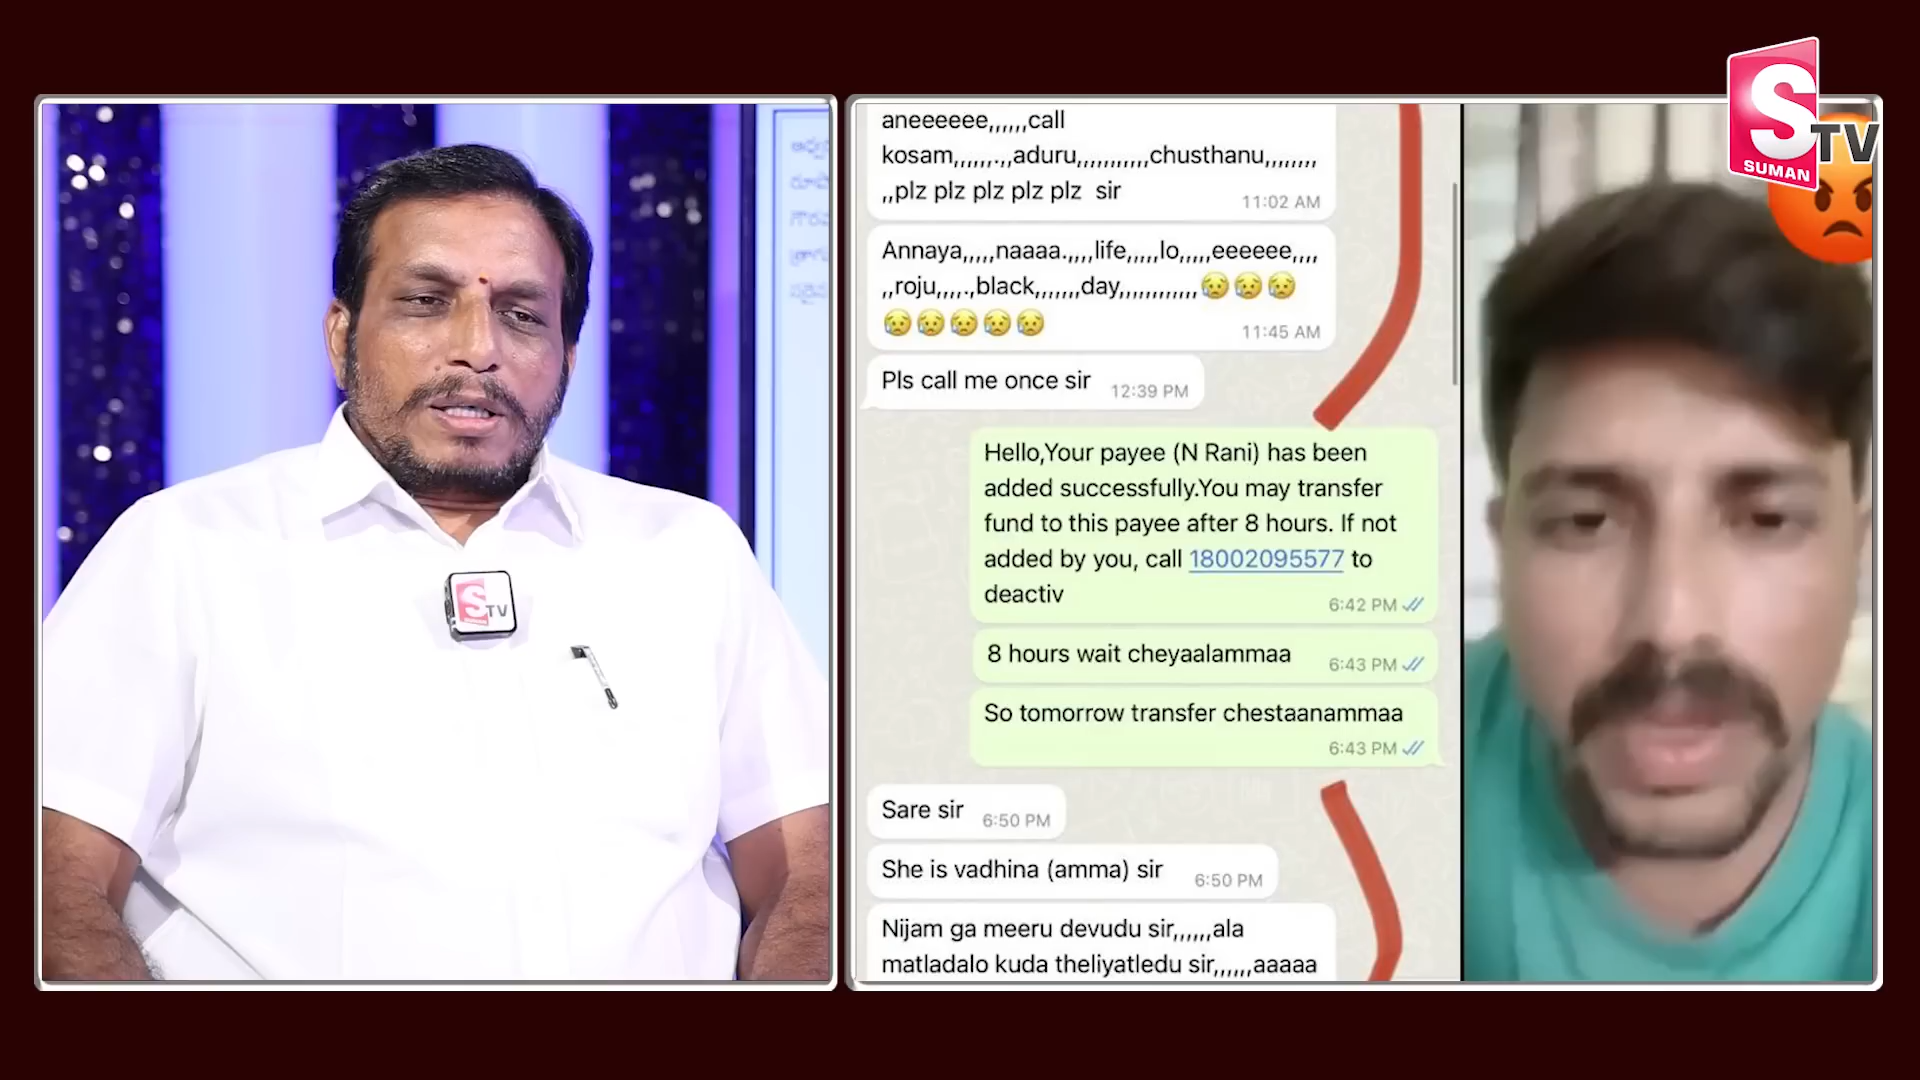 aneeeeee,,,,,,call
kosam,,,,,,.,,aduru,,,,,,,,,,,chusthanu,,,,,,,,
,,plz plz plz plz plz  sir
11:02 AM
Annaya,,,,,naaaa.,,,,life,,,,,lo,,,,,eeeeee,,,,
,,roju,,,,.,black,,,,,,,day,,,,,,,,,,,,😥😥😥
😥😥😥😥😥
11:45 AM
Pls call me once sir
12:39 PM
Hello,Your payee (N Rani) has been
added successfully.You may transfer
fund to this payee after 8 hours. If not
added by you, call 18002095577 to
deactiv
6:42 PM
8 hours wait cheyaalammaa
6:43 PM
So tomorrow transfer chestaanammaa
6:43 PM
Sare sir
6:50 PM
She is vadhina (amma) sir
6:50 PM
Nijam ga meeru devudu sir,,,,,,ala
matladalo kuda theliyatledu sir,,,,,,aaaaa
S TV
SUMAN
S TV
SUMAN